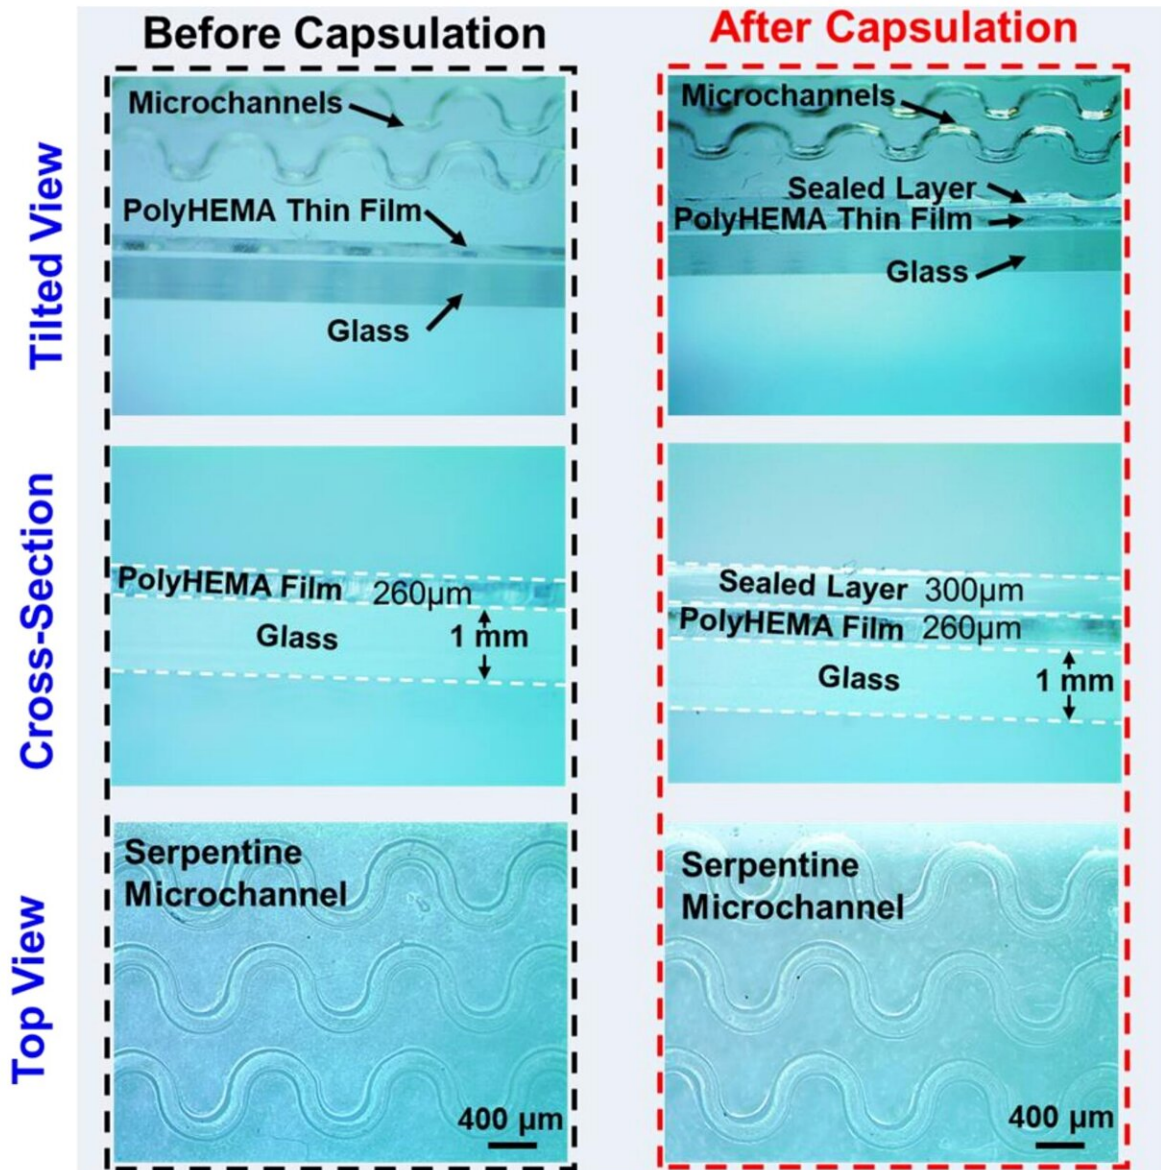 Before Capsulation
After Capsulation
Tilted View
Microchannels
PolyHEMA Thin Film
Glass
Microchannels
Sealed Layer
PolyHEMA Thin Film
Glass
Cross-Section
PolyHEMA Film 260µm
Glass
1 mm
Sealed Layer 300µm
PolyHEMA Film 260µm
Glass
1 mm
Top View
Serpentine
Microchannel
400 µm
Serpentine
Microchannel
400 µm